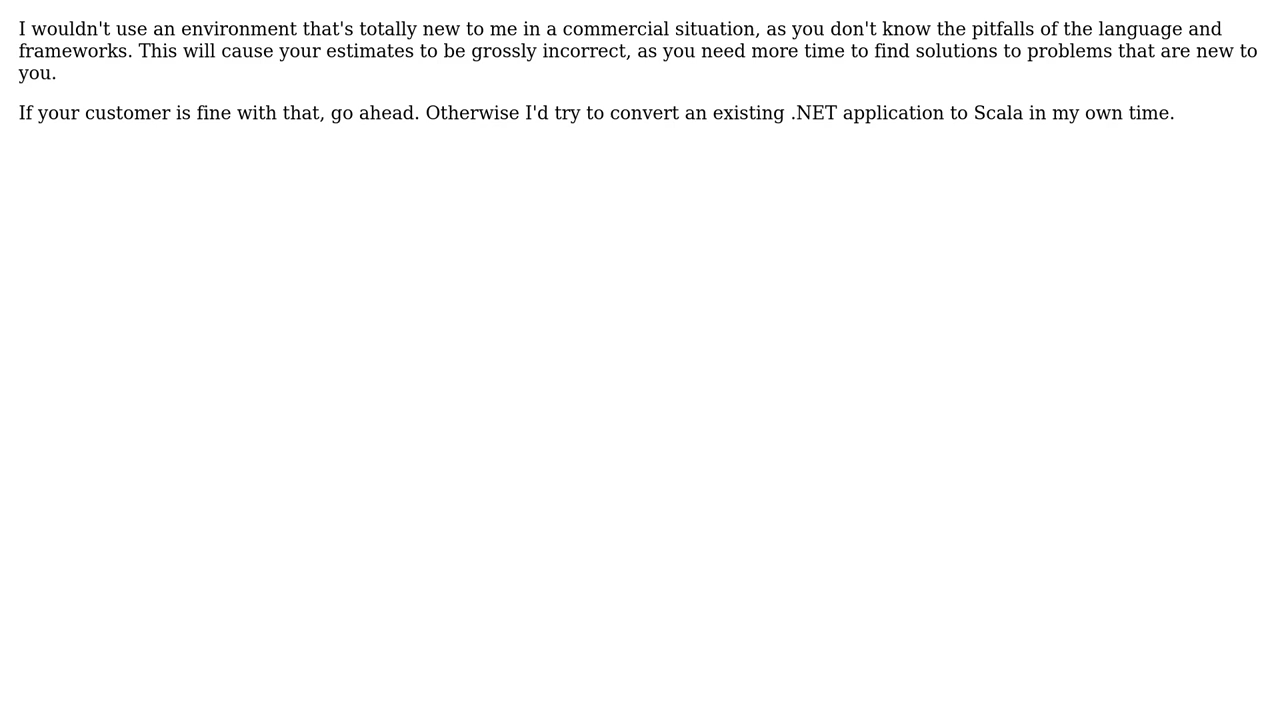 I wouldn't use an environment that's totally new to me in a commercial situation, as you don't know the pitfalls of the language and
frameworks. This will cause your estimates to be grossly incorrect, as you need more time to find solutions to problems that are new to
you.
If your customer is fine with that, go ahead. Otherwise I'd try to convert an existing .NET application to Scala in my own time.